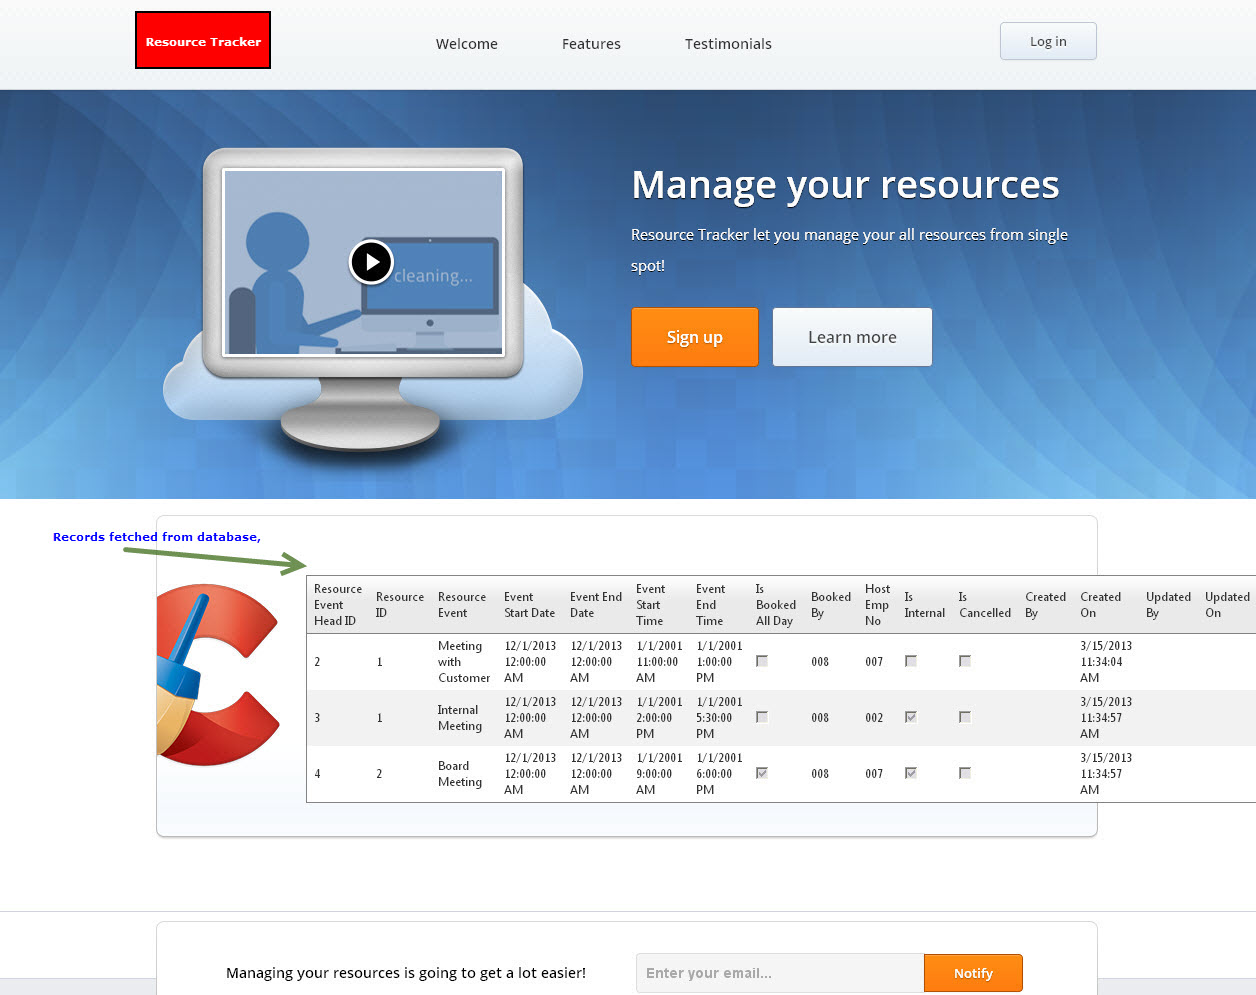 Resource Tracker
Welcome Features Testimonials
Log in
cleaning...
Manage your resources
Resource Tracker let you manage your all resources from single
spot!
Sign up
Learn more
Records fetched from database,
Resource Event Head ID | Resource ID | Resource Event | Event Start Date | Event End Date | Event Start Time | Event End Time | Is Booked All Day | Booked By | Host Emp No | Is Internal | Is Cancelled | Created By | Created On | Updated By | Updated On
2 | 1 | Meeting with Customer | 12/1/2013 12:00:00 AM | 12/1/2013 12:00:00 AM | 1/1/2001 11:00:00 AM | 1/1/2001 1:00:00 PM | 008 | 007 | 3/15/2013 11:34:04 AM
3 | 1 | Internal Meeting | 12/1/2013 12:00:00 AM | 12/1/2013 12:00:00 AM | 1/1/2001 2:00:00 PM | 1/1/2001 5:30:00 PM | 008 | 002 | 3/15/2013 11:34:57 AM
4 | 2 | Board Meeting | 12/1/2013 12:00:00 AM | 12/1/2013 12:00:00 AM | 1/1/2001 9:00:00 AM | 1/1/2001 6:00:00 PM | 008 | 007 | 3/15/2013 11:34:57 AM
Managing your resources is going to get a lot easier!
Enter your email...
Notify